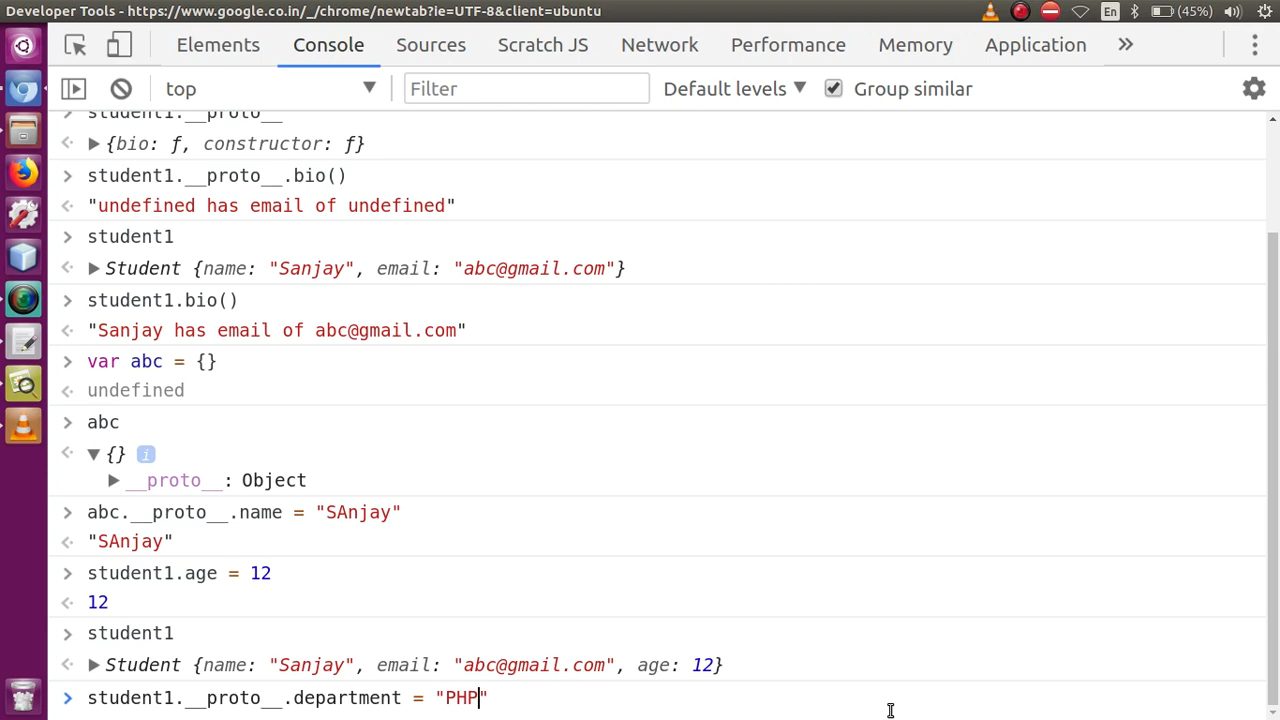 Developer Tools - https://www.google.co.in/_/chrome/newtab?ie=UTF-8&client=ubuntu
En
(45%)
Elements Console Sources Scratch JS Network Performance Memory Application »
top Filter Default levels Group similar
student1.__proto__
{bio: ƒ, constructor: ƒ}
student1.__proto__.bio()
"undefined has email of undefined"
student1
Student {name: "Sanjay", email: "abc@gmail.com"}
student1.bio()
"Sanjay has email of abc@gmail.com"
var abc = {}
undefined
abc
{} i
__proto__: Object
abc.__proto__.name = "SAnjay"
"SAnjay"
student1.age = 12
12
student1
Student {name: "Sanjay", email: "abc@gmail.com", age: 12}
student1.__proto__.department = "PHP"